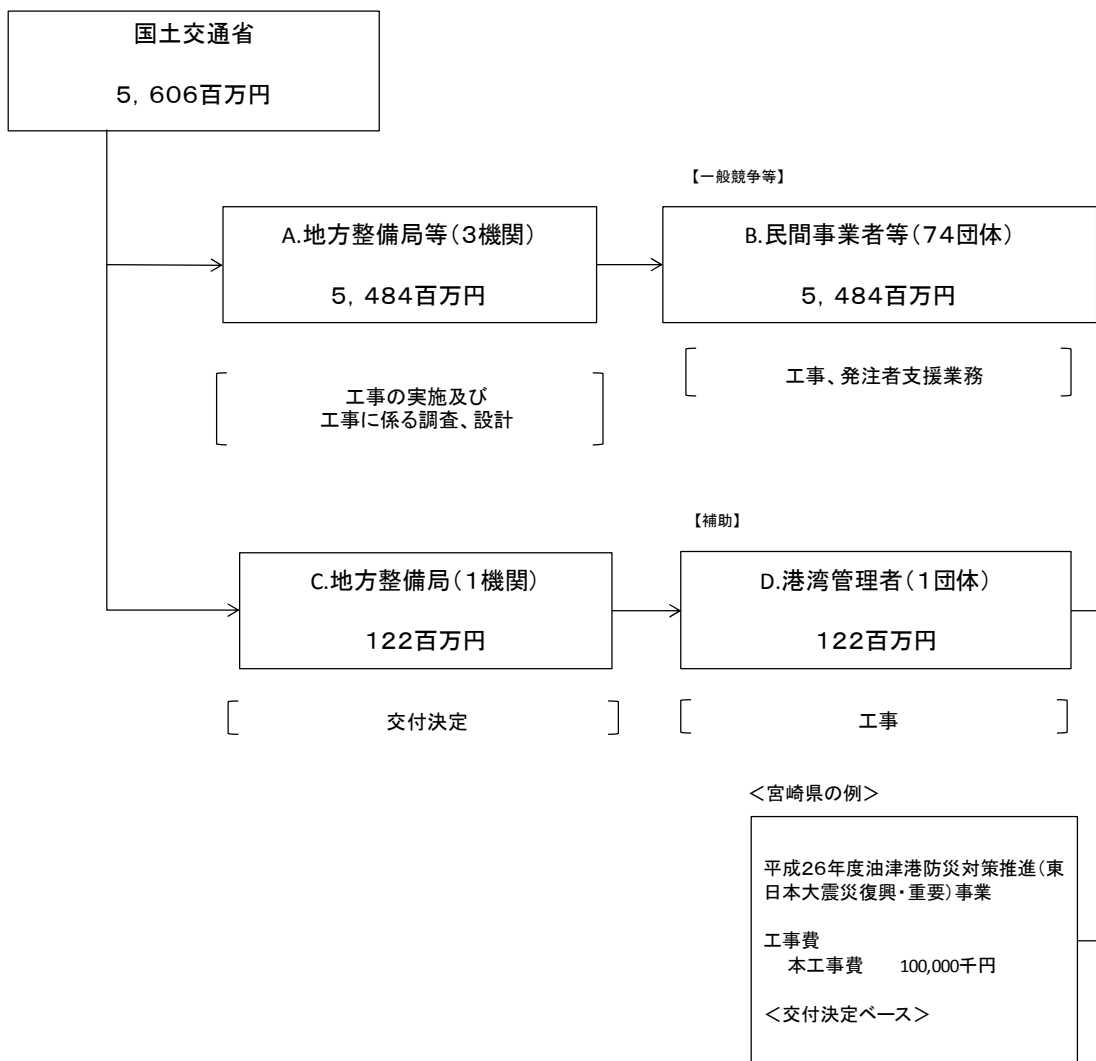 国土交通省
5,606百万円
【一般競争等】
A.地方整備局等(3機関)
5,484百万円
B.民間事業者等(74団体)
5,484百万円
工事の実施及び
工事に係る調査、設計
工事、発注者支援業務
【補助】
C.地方整備局(1機関)
122百万円
D.港湾管理者(1団体)
122百万円
交付決定
工事
<宮崎県の例>
平成26年度油津港防災対策推進(東
日本大震災復興・重要)事業
工事費
本工事費 100,000千円
<交付決定ベース>